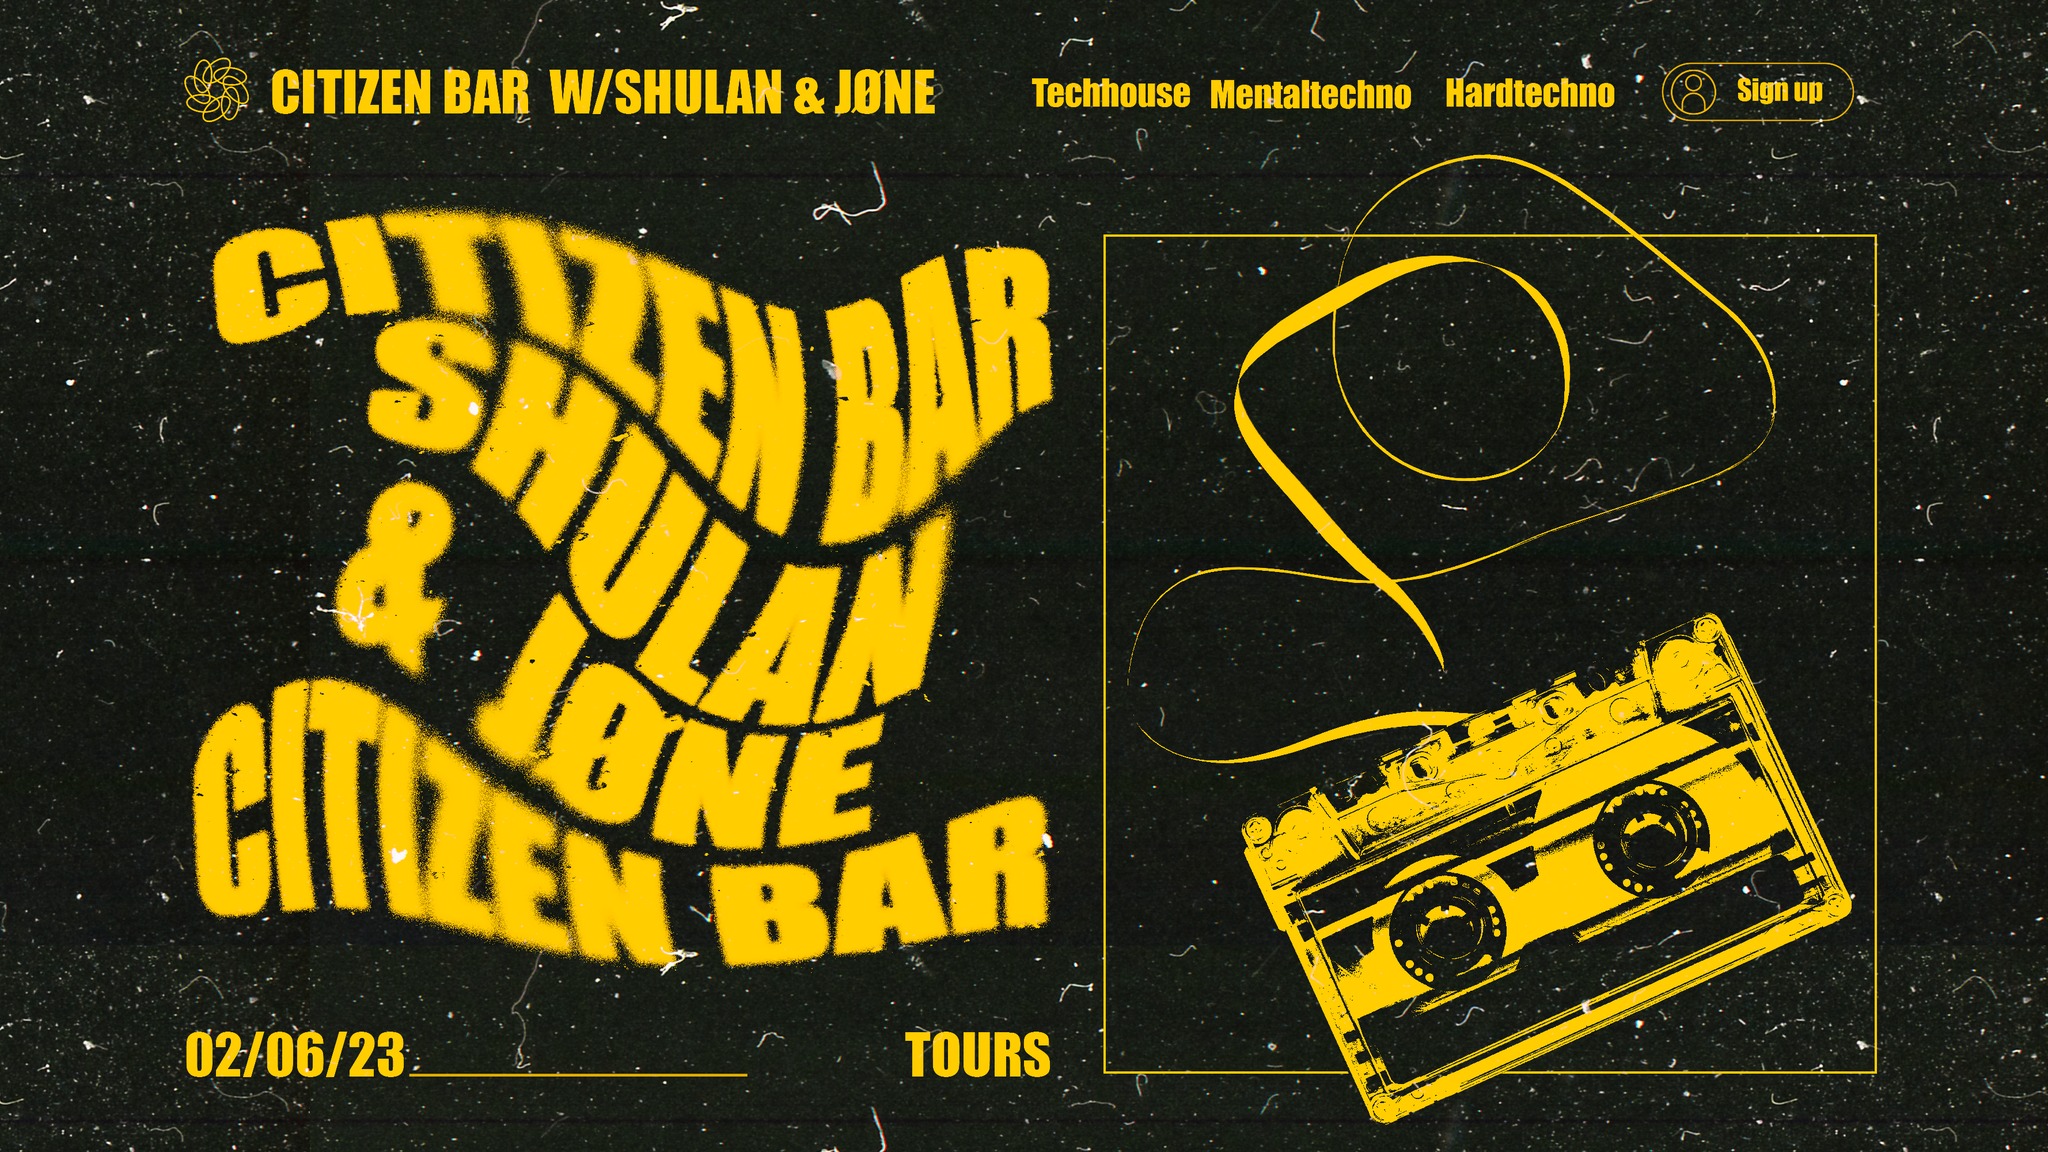 CITIZEN BAR W/SHULAN & JØNE
Techhouse Mentaltechno Hardtechno Sign up
CITIZEN BAR
SHULAN
&
JØNE
CITIZEN BAR
02/06/23 TOURS